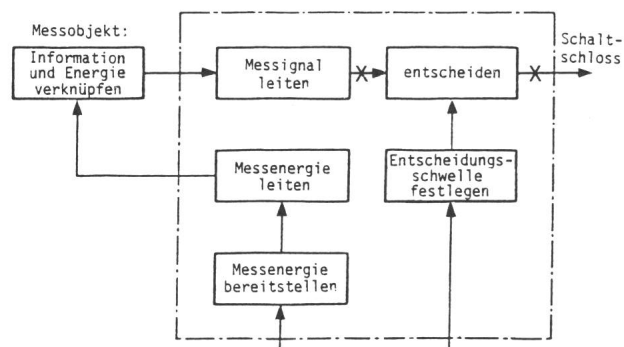 Messobjekt:
Information
und Energie
verknüpfen
Messignal
leiten
entscheiden
Schalt-
schloss
Messenergie
leiten
Entscheidungs-
schwelle
festlegen
Messenergie
bereitstellen